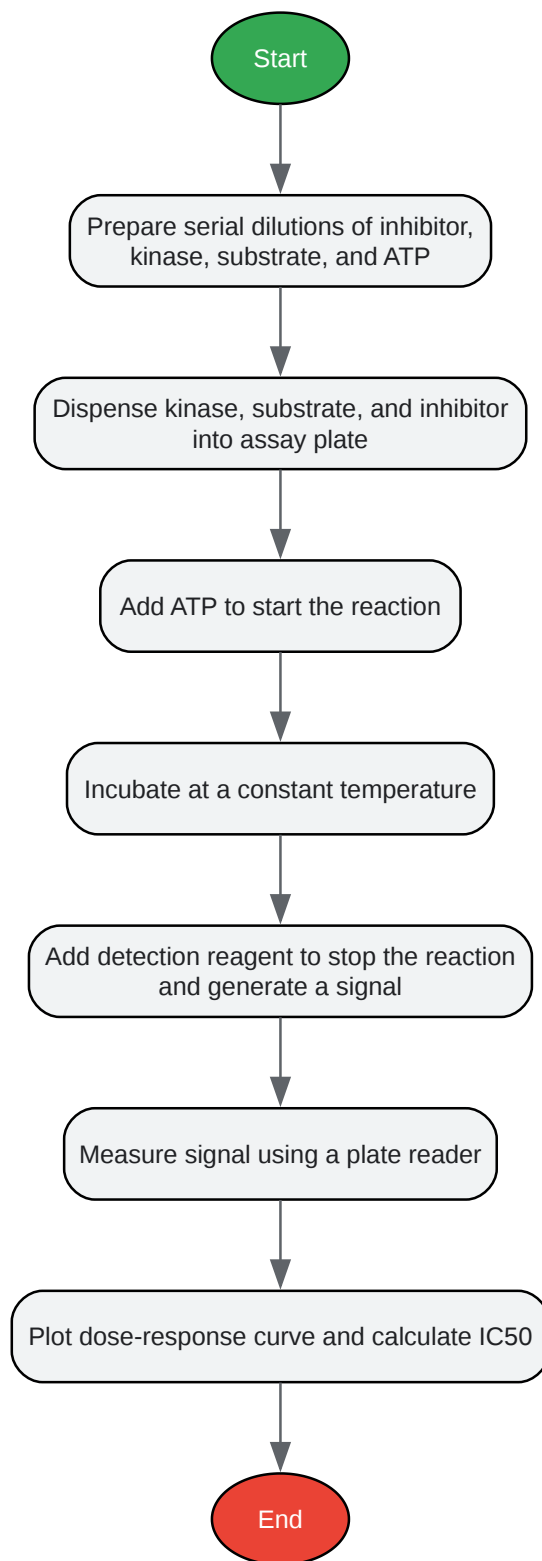 Start
Prepare serial dilutions of inhibitor,
kinase, substrate, and ATP
Dispense kinase, substrate, and inhibitor
into assay plate
Add ATP to start the reaction
Incubate at a constant temperature
Add detection reagent to stop the reaction
and generate a signal
Measure signal using a plate reader
Plot dose-response curve and calculate IC50
End